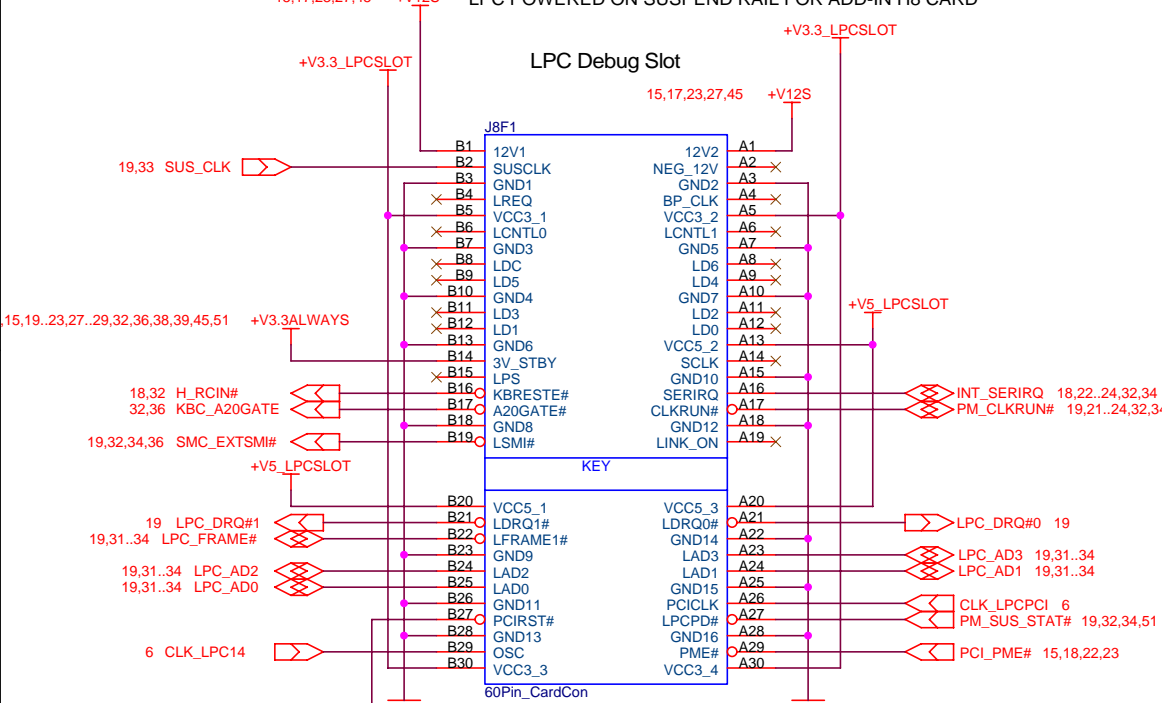 LPC POWERED ON SUSPEND RAIL FOR ADD-IN H8 CARD
+V3.3_LPCSLOT
+V3.3_LPCSLOT
LPC Debug Slot
15,17,23,27,45 +V12S
J8F1
B1 12V1 12V2 A1
19,33 SUS_CLK B2 SUSCLK NEG_12V A2
B3 GND1 GND2 A3
B4 LREQ BP_CLK A4
B5 VCC3_1 VCC3_2 A5
B6 LCNTL0 LCNTL1 A6
B7 GND3 GND5 A7
B8 LDC LD6 A8
B9 LD5 LD4 A9
B10 GND4 GND7 A10
+V5_LPCSLOT
B11 LD3 LD2 A11
,15,19..23,27..29,32,36,38,39,45,51 +V3.3ALWAYS B12 LD1 LD0 A12
B13 GND6 VCC5_2 A13
B14 3V_STBY SCLK A14
B15 LPS GND10 A15
18,32 H_RCIN# B16 KBRESTE# SERIRQ A16 INT_SERIRQ 18,22..24,32,34
32,36 KBC_A20GATE B17 A20GATE# CLKRUN# A17 PM_CLKRUN# 19,21..24,32,34
B18 GND8 GND12 A18
19,32,34,36 SMC_EXTSMI# B19 LSMI# LINK_ON A19
+V5_LPCSLOT KEY
B20 VCC5_1 VCC5_3 A20
19 LPC_DRQ#1 B21 LDRQ1# LDRQ0# A21 LPC_DRQ#0 19
19,31..34 LPC_FRAME# B22 LFRAME1# GND14 A22
B23 GND9 LAD3 A23 LPC_AD3 19,31..34
19,31..34 LPC_AD2 B24 LAD2 LAD1 A24 LPC_AD1 19,31..34
19,31..34 LPC_AD0 B25 LAD0 GND15 A25
B26 GND11 PCICLK A26 CLK_LPCPCI 6
B27 PCIRST# LPCPD# A27 PM_SUS_STAT# 19,32,34,51
B28 GND13 GND16 A28
6 CLK_LPC14 B29 OSC PME# A29 PCI_PME# 15,18,22,23
B30 VCC3_3 VCC3_4 A30
60Pin_CardCon